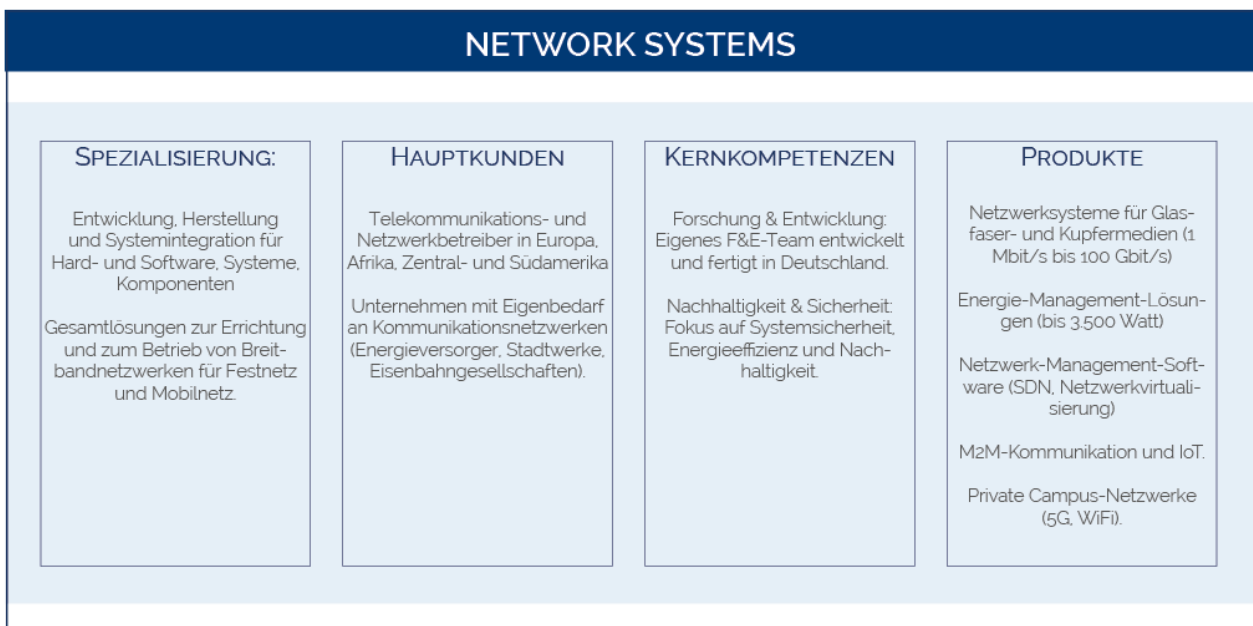 NETWORK SYSTEMS
SPEZIALISIERUNG:
Entwicklung, Herstellung
und Systemintegration für
Hard- und Software, Systeme,
Komponenten
Gesamtlösungen zur Errichtung
und zum Betrieb von Breit-
bandnetzwerken für Festnetz
und Mobilnetz.
HAUPTKUNDEN
Telekommunikations- und
Netzwerkbetreiber in Europa,
Afrika, Zentral- und Südamerika
Unternehmen mit Eigenbedarf
an Kommunikationsnetzwerken
(Energieversorger, Stadtwerke,
Eisenbahngesellschaften).
KERNKOMPETENZEN
Forschung & Entwicklung:
Eigenes F&E-Team entwickelt
und fertigt in Deutschland.
Nachhaltigkeit & Sicherheit:
Fokus auf Systemsicherheit,
Energieeffizienz und Nach-
haltigkeit.
PRODUKTE
Netzwerksysteme für Glas-
faser- und Kupfermedien (1
Mbit/s bis 100 Gbit/s)
Energie-Management-Lösun-
gen (bis 3.500 Watt)
Netzwerk-Management-Soft-
ware (SDN, Netzwerkvirtuali-
sierung)
M2M-Kommunikation und IoT.
Private Campus-Netzwerke
(5G, WiFi).